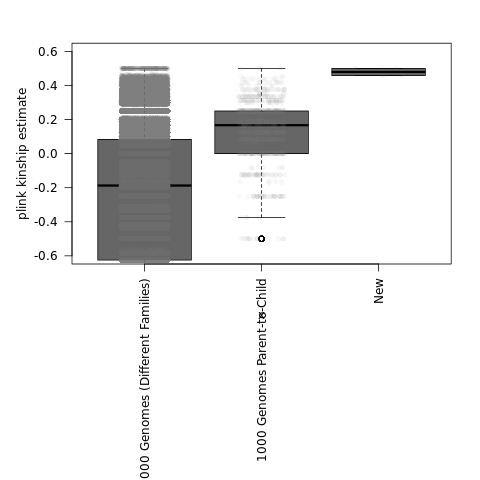 plink kinship estimate
0.6
0.4
0.2
0.0
-0.2
-0.4
-0.6
000 Genomes (Different Families)
1000 Genomes Parent-to-Child
New